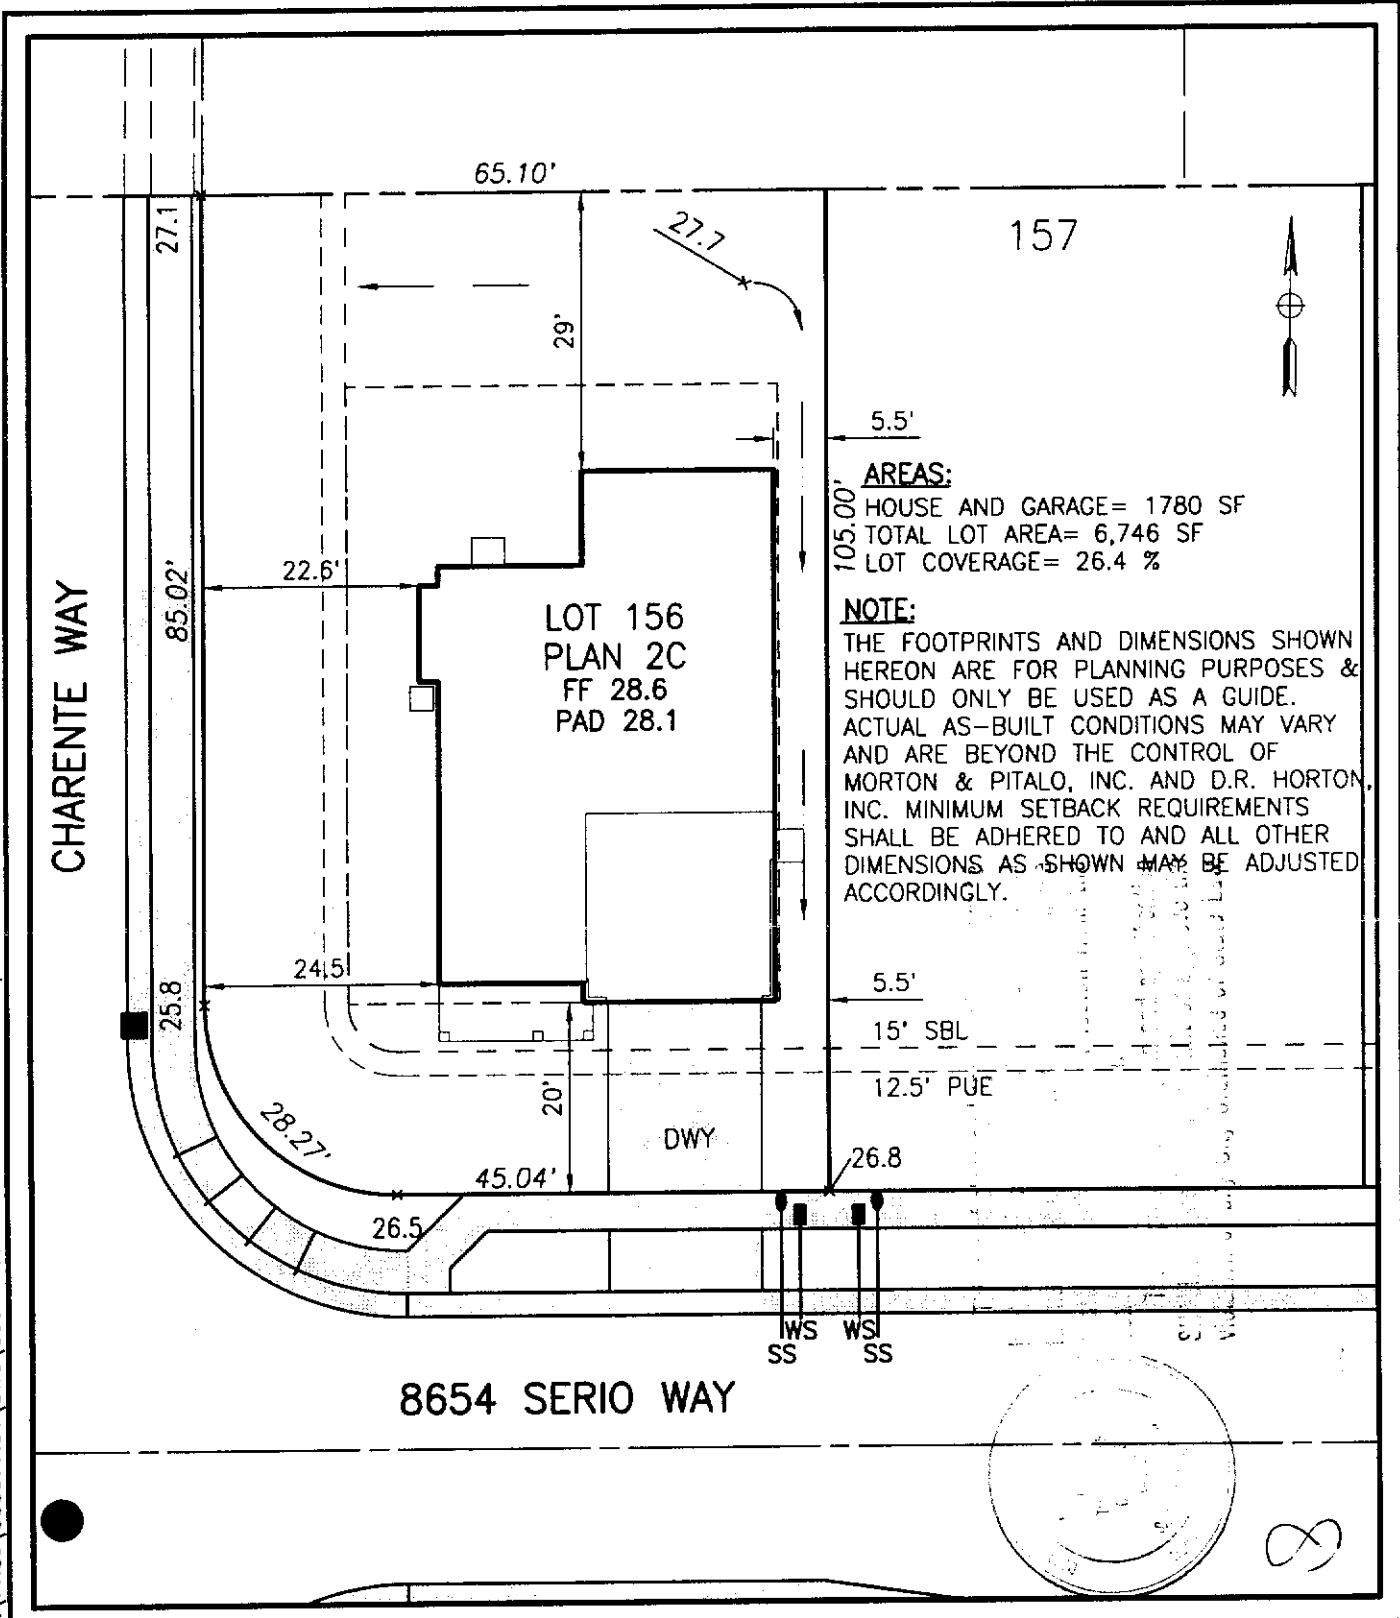 65.10'
27.1
27.7
157
29'
5.5'
105.00'
AREAS:
HOUSE AND GARAGE= 1780 SF
TOTAL LOT AREA= 6,746 SF
LOT COVERAGE= 26.4 %
22.6'
85.02'
CHARENTE WAY
LOT 156
PLAN 2C
FF 28.6
PAD 28.1
NOTE:
THE FOOTPRINTS AND DIMENSIONS SHOWN
HEREON ARE FOR PLANNING PURPOSES &
SHOULD ONLY BE USED AS A GUIDE.
ACTUAL AS-BUILT CONDITIONS MAY VARY
AND ARE BEYOND THE CONTROL OF
MORTON & PITALO, INC. AND D.R. HORTON,
INC. MINIMUM SETBACK REQUIREMENTS
SHALL BE ADHERED TO AND ALL OTHER
DIMENSIONS AS SHOWN MAY BE ADJUSTED
ACCORDINGLY.
24.5
25.8
5.5'
15' SBL
12.5' PUE
20'
DWY
28.27'
45.04'
26.8
26.5
WS WS
SS SS
8654 SERIO WAY